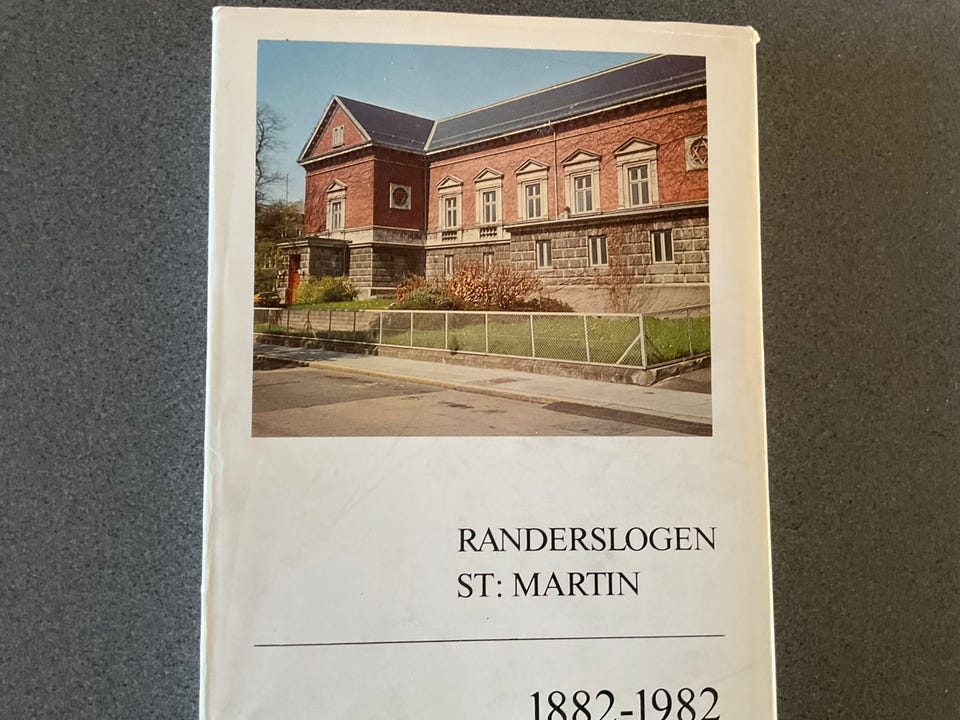 RANDERSLOGEN
ST: MARTIN
1882-1982